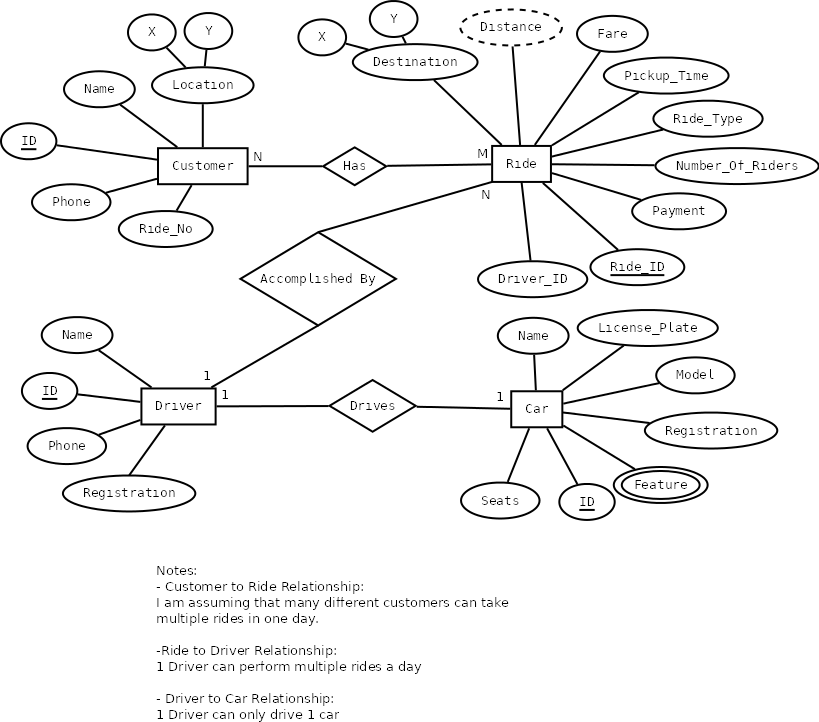 X
Y
Location
Name
ID
Customer
Phone
Ride_No
N
Has
M
X
Y
Destination
Distance
Fare
Pickup_Time
Ride_Type
Number_Of_Riders
Payment
Ride_ID
Driver_ID
Ride
N
Accomplished By
1
Name
ID
Driver
Phone
Registration
1
Drives
1
Name
License_Plate
Model
Car
Registration
Feature
ID
Seats
Notes:
- Customer to Ride Relationship:
I am assuming that many different customers can take
multiple rides in one day.
-Ride to Driver Relationship:
1 Driver can perform multiple rides a day
- Driver to Car Relationship:
1 Driver can only drive 1 car